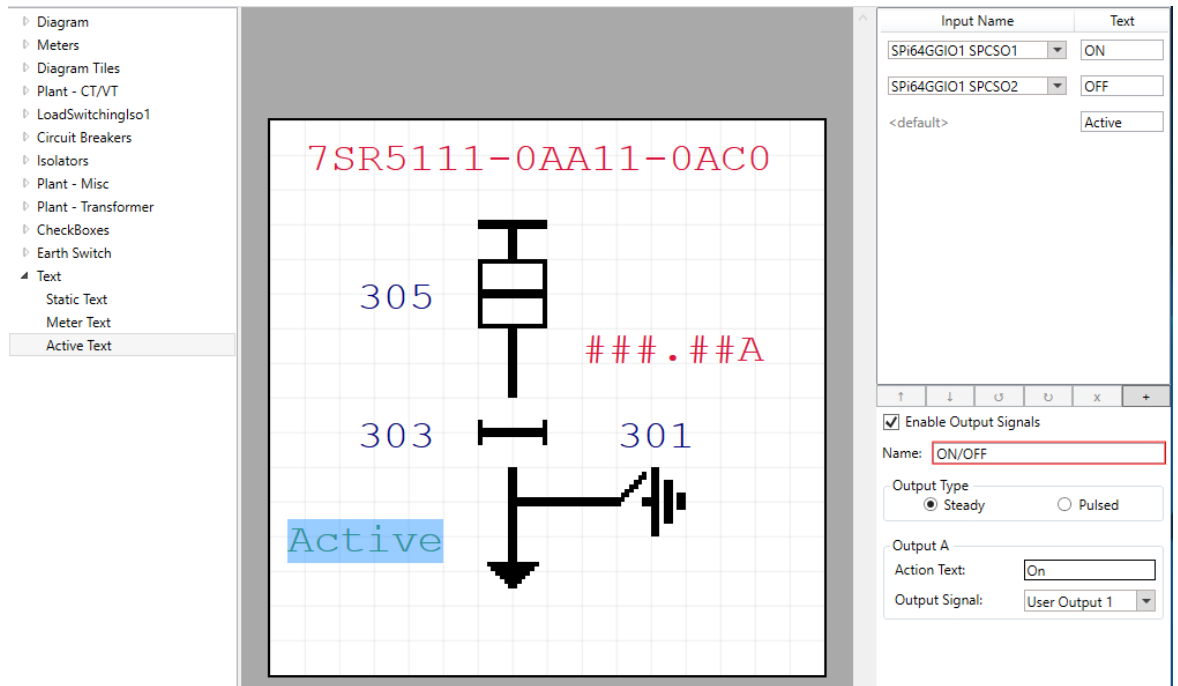 Diagram
Meters
Diagram Tiles
Plant - CT/VT
LoadSwitchingIso1
Circuit Breakers
Isolators
Plant - Misc
Plant - Transformer
CheckBoxes
Earth Switch
Text
Static Text
Meter Text
Active Text
7SR5111-0AA11-0AC0
305
###.##A
303 301
Active
Input Name Text
SPi64GGIO1 SPCSO1 ON
SPi64GGIO1 SPCSO2 OFF
<default> Active
↑ ↓ ↺ ↻ x +
Enable Output Signals
Name: ON/OFF
Output Type
Steady Pulsed
Output A
Action Text: On
Output Signal: User Output 1